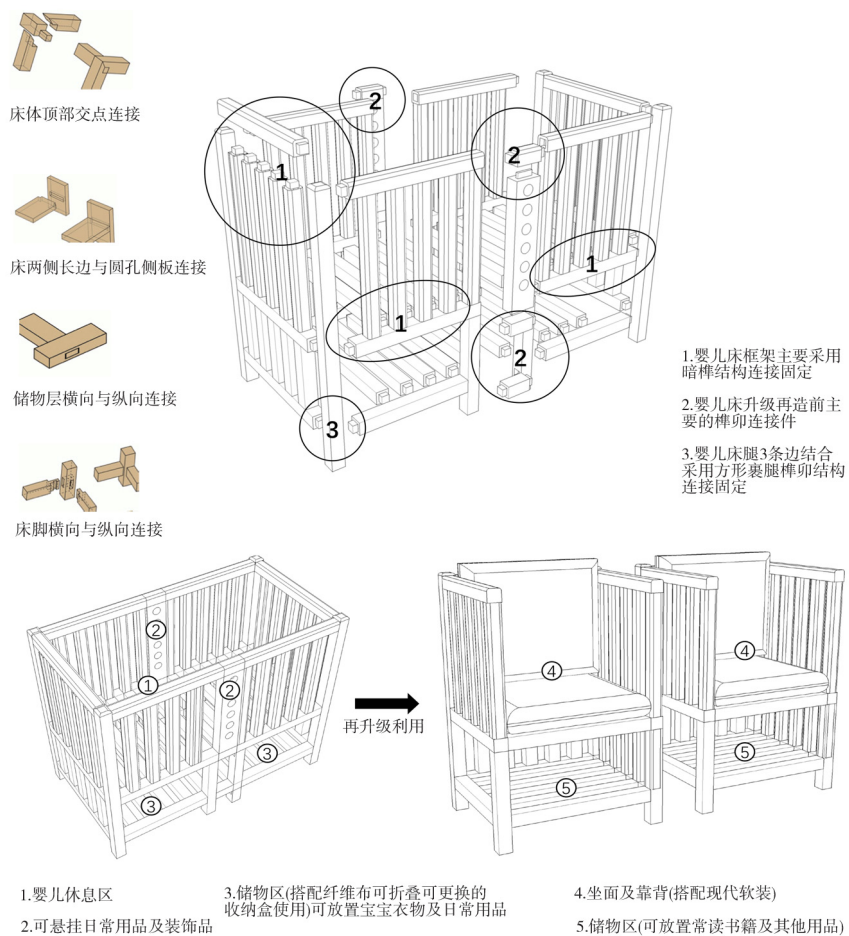 床体顶部交点连接
床两侧长边与圆孔侧板连接
储物层横向与纵向连接
床脚横向与纵向连接
1
2
2
1
1
2
3
1.婴儿床框架主要采用
暗榫结构连接固定
2.婴儿床升级再造前主
要的榫卯连接件
3.婴儿床腿3条边结合
采用方形裹腿榫卯结构
连接固定
②
①
②
③
③
再升级利用
④
④
⑤
⑤
1.婴儿休息区
2.可悬挂日常用品及装饰品
3.储物区(搭配纤维布可折叠可更换的
收纳盒使用)可放置宝宝衣物及日常用品
4.坐面及靠背(搭配现代软装)
5.储物区(可放置常读书籍及其他用品)